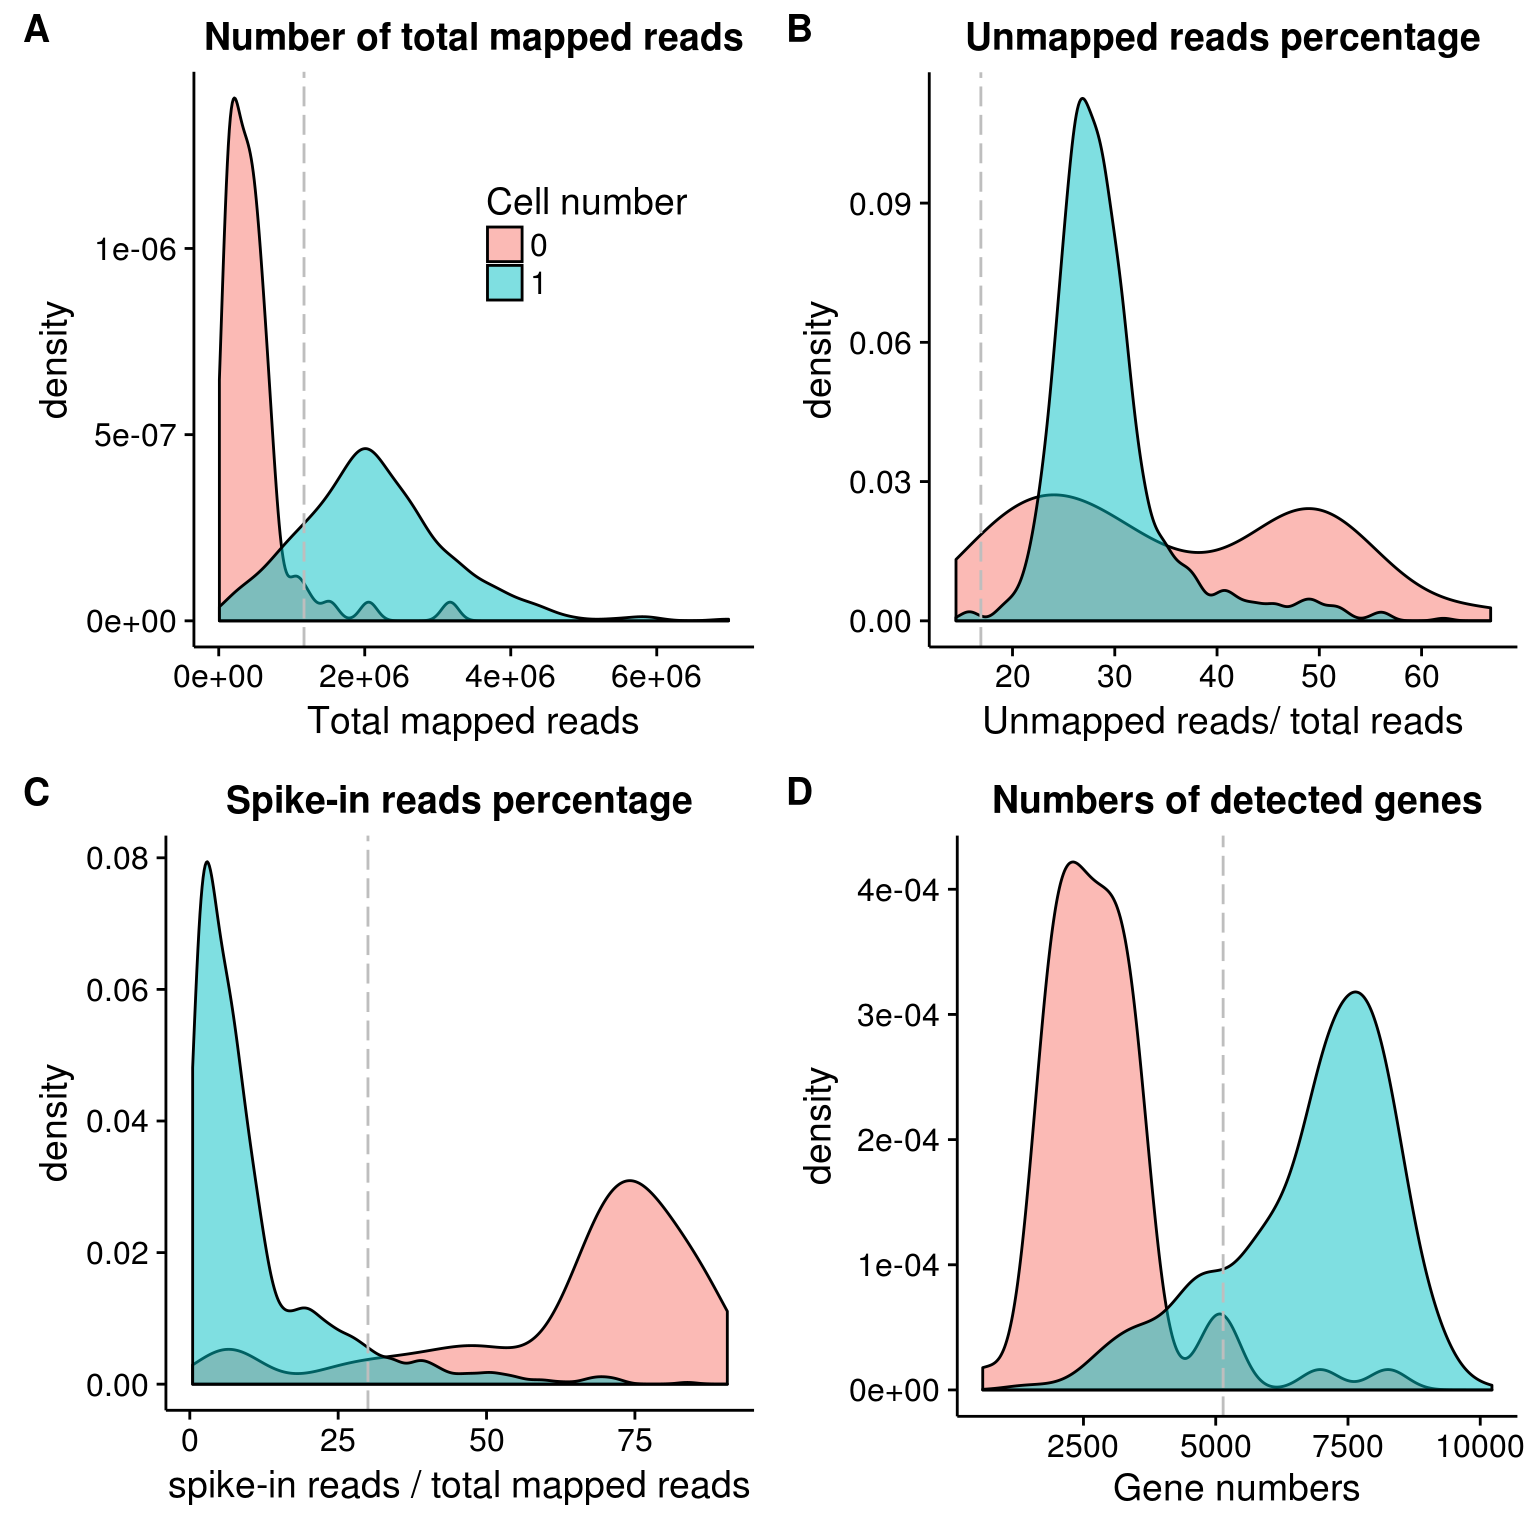 A
Number of total mapped reads
density
1e-06
5e-07
0e+00
Cell number
0
1
0e+00 2e+06 4e+06 6e+06
Total mapped reads
B
Unmapped reads percentage
density
0.09
0.06
0.03
0.00
20 30 40 50 60
Unmapped reads/ total reads
C
Spike-in reads percentage
density
0.08
0.06
0.04
0.02
0.00
0 25 50 75
spike-in reads / total mapped reads
D
Numbers of detected genes
density
4e-04
3e-04
2e-04
1e-04
0e+00
2500 5000 7500 10000
Gene numbers